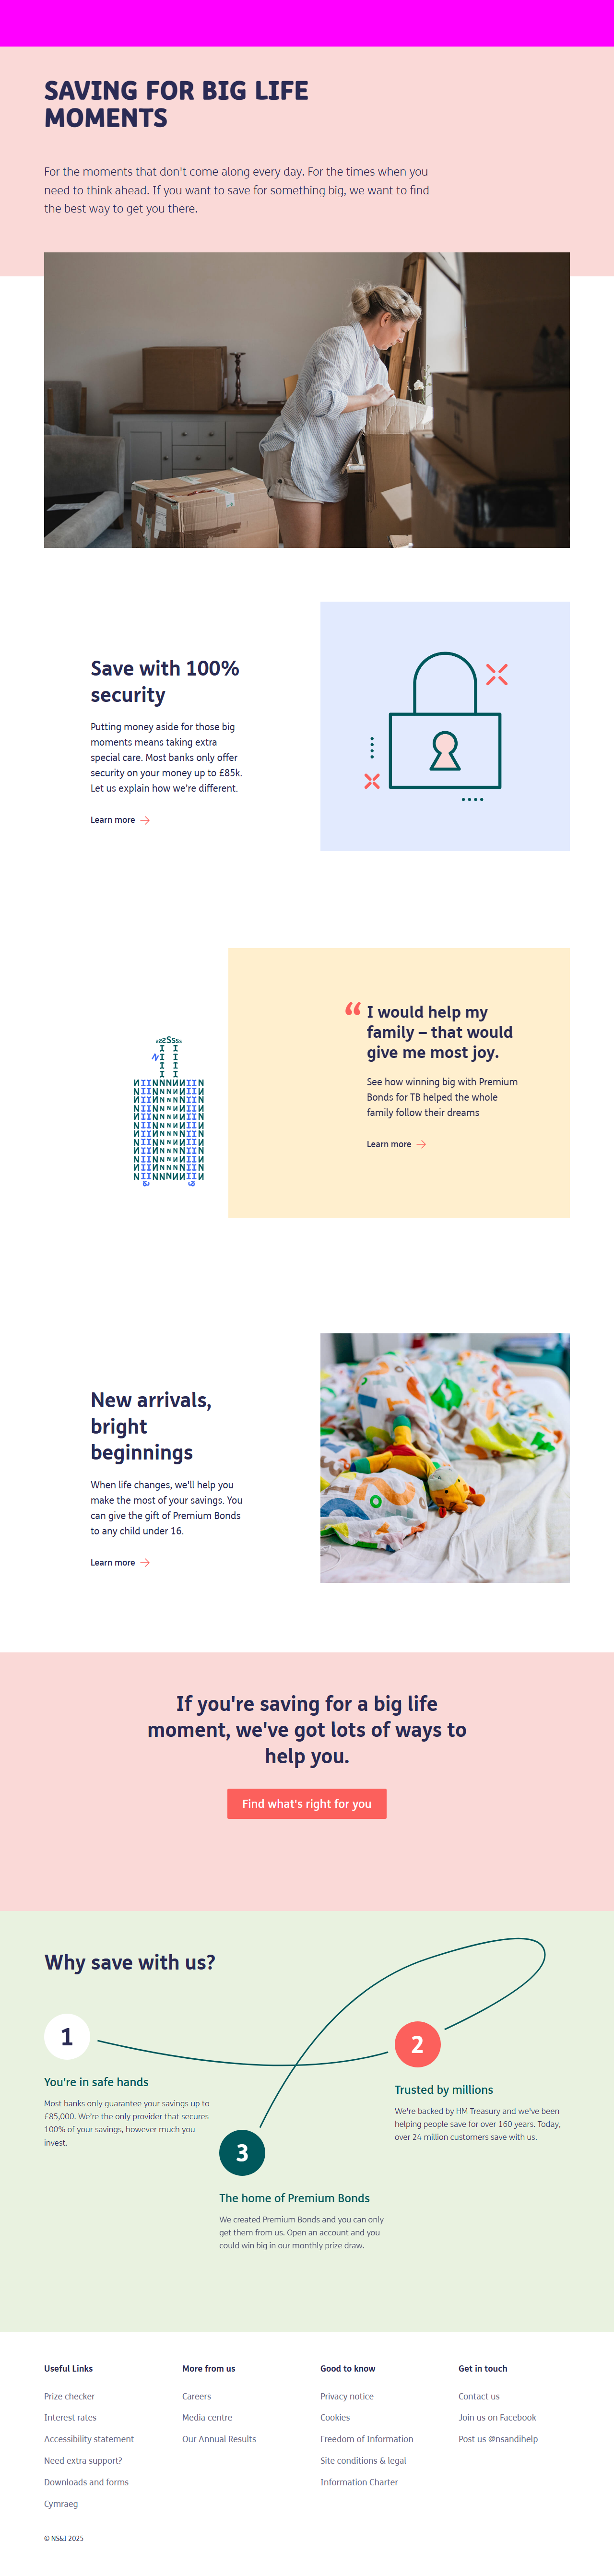 SAVING FOR BIG LIFE
MOMENTS
For the moments that don't come along every day. For the times when you
need to think ahead. If you want to save for something big, we want to find
the best way to get you there.
Save with 100%
security
Putting money aside for those big
moments means taking extra
special care. Most banks only offer
security on your money up to £85k.
Let us explain how we're different.
Learn more
“ I would help my
family – that would
give me most joy.
See how winning big with Premium
Bonds for TB helped the whole
family follow their dreams
Learn more
New arrivals,
bright
beginnings
When life changes, we'll help you
make the most of your savings. You
can give the gift of Premium Bonds
to any child under 16.
Learn more
If you're saving for a big life
moment, we've got lots of ways to
help you.
Find what's right for you
Why save with us?
1
You're in safe hands
Most banks only guarantee your savings up to
£85,000. We're the only provider that secures
100% of your savings, however much you
invest.
2
Trusted by millions
We're backed by HM Treasury and we've been
helping people save for over 160 years. Today,
over 24 million customers save with us.
3
The home of Premium Bonds
We created Premium Bonds and you can only
get them from us. Open an account and you
could win big in our monthly prize draw.
Useful Links
Prize checker
Interest rates
Accessibility statement
Need extra support?
Downloads and forms
Cymraeg
More from us
Careers
Media centre
Our Annual Results
Good to know
Privacy notice
Cookies
Freedom of Information
Site conditions & legal
Information Charter
Get in touch
Contact us
Join us on Facebook
Post us @nsandihelp
© NS&I 2025